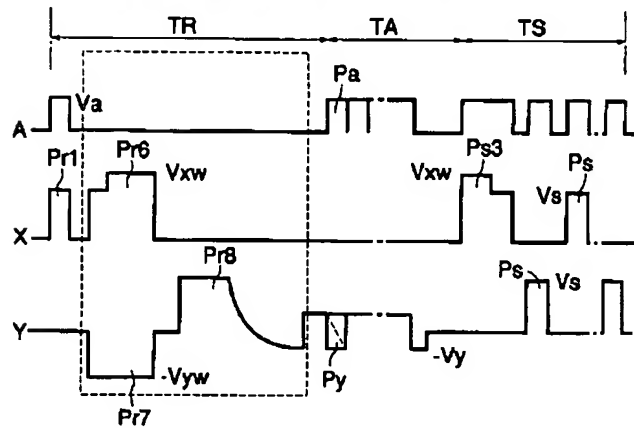 TR TA TS
A Va Pa
X Pr1 Pr6 Vxw Vxw Ps3 Vs Ps
Y Pr8 Ps Vs
-Vyw Py -Vy
Pr7